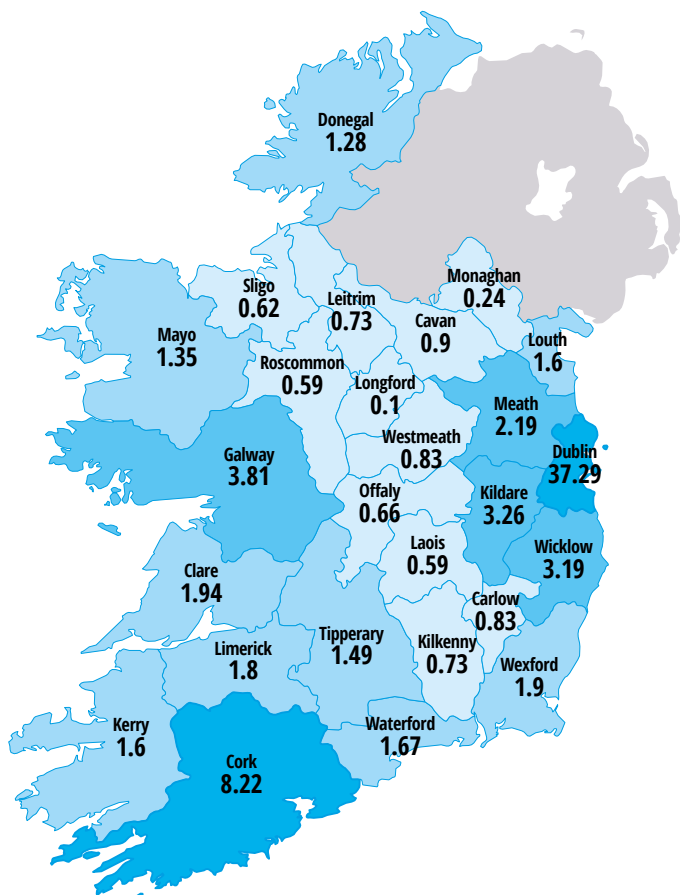 Donegal
1.28
Monaghan
0.24
Sligo
0.62
Leitrim
0.73
Cavan
0.9
Mayo
1.35
Louth
1.6
Roscommon
0.59
Longford
0.1
Meath
2.19
Westmeath
0.83
Galway
3.81
Dublin
37.29
Offaly
0.66
Kildare
3.26
Laois
0.59
Wicklow
3.19
Clare
1.94
Carlow
0.83
Tipperary
1.49
Kilkenny
0.73
Limerick
1.8
Wexford
1.9
Kerry
1.6
Waterford
1.67
Cork
8.22